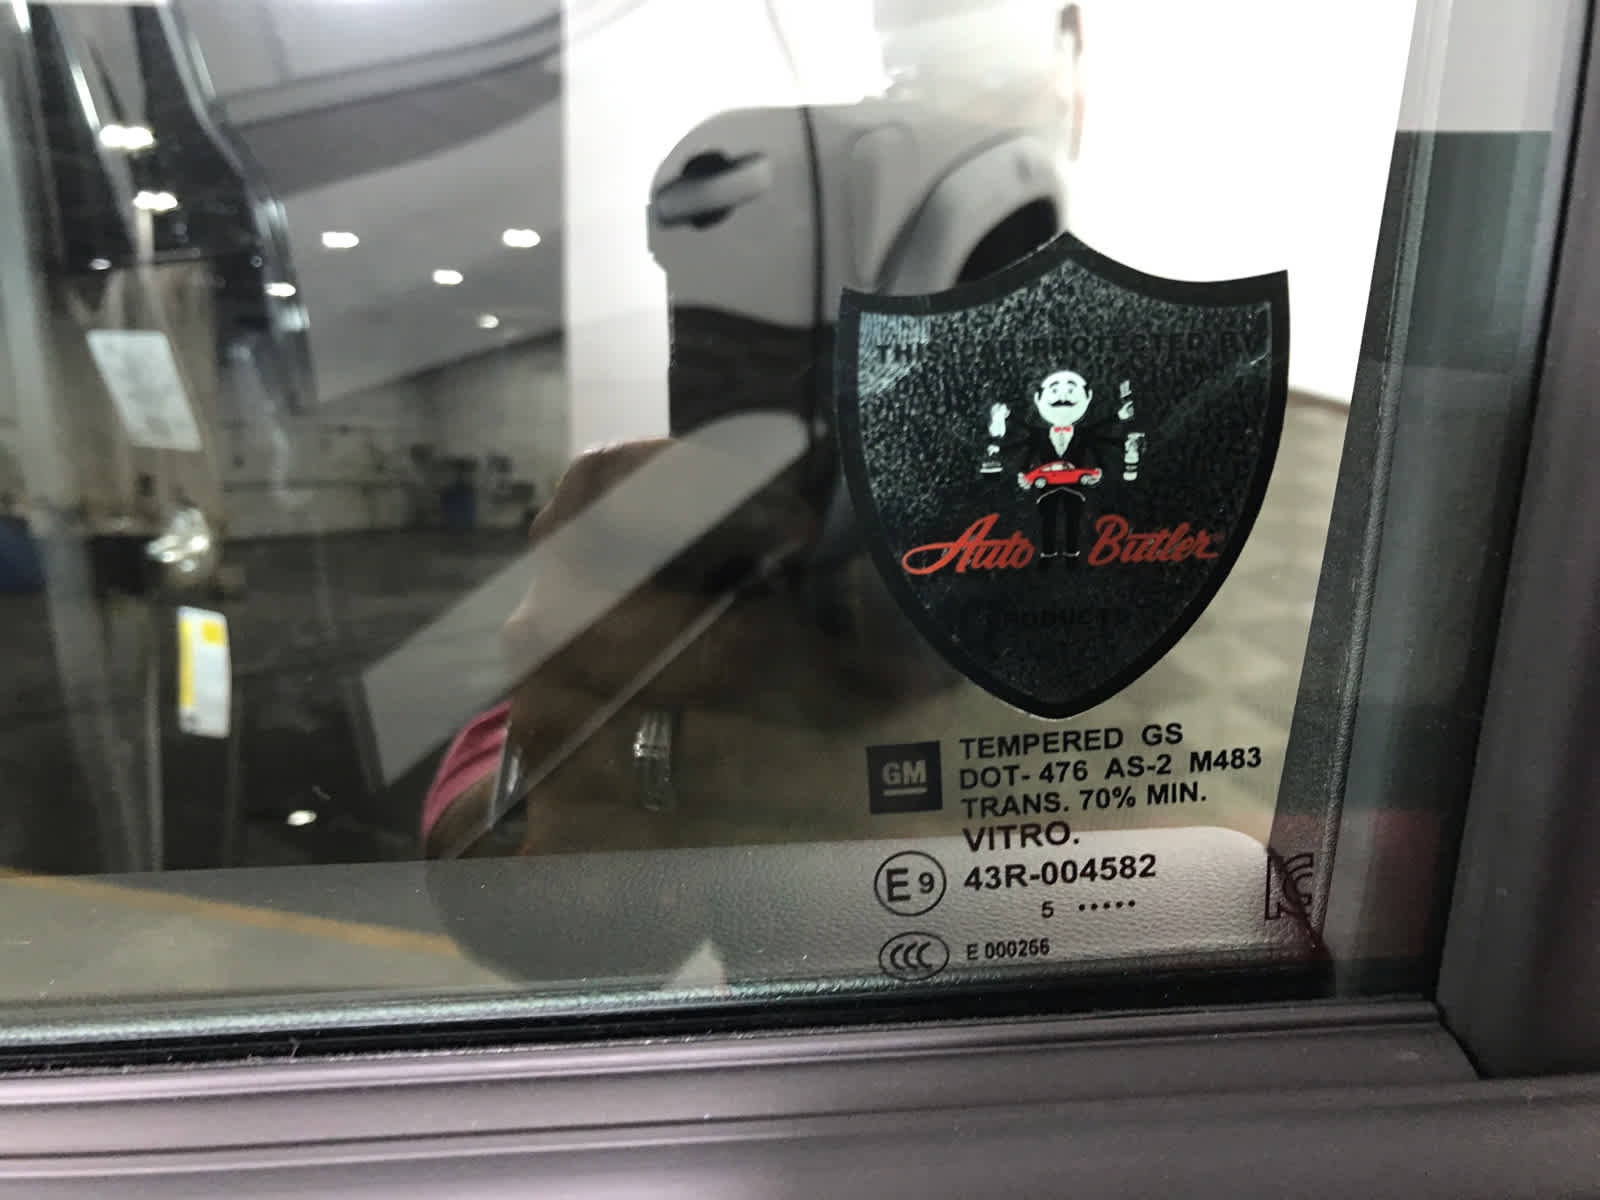 THIS CAR PROTECTED BY
Auto Butler®
PRODUCTS
GM
TEMPERED GS
DOT- 476 AS-2 M483
TRANS. 70% MIN.
VITRO.
E9 43R-004582
5 •••••
CCC E 000266